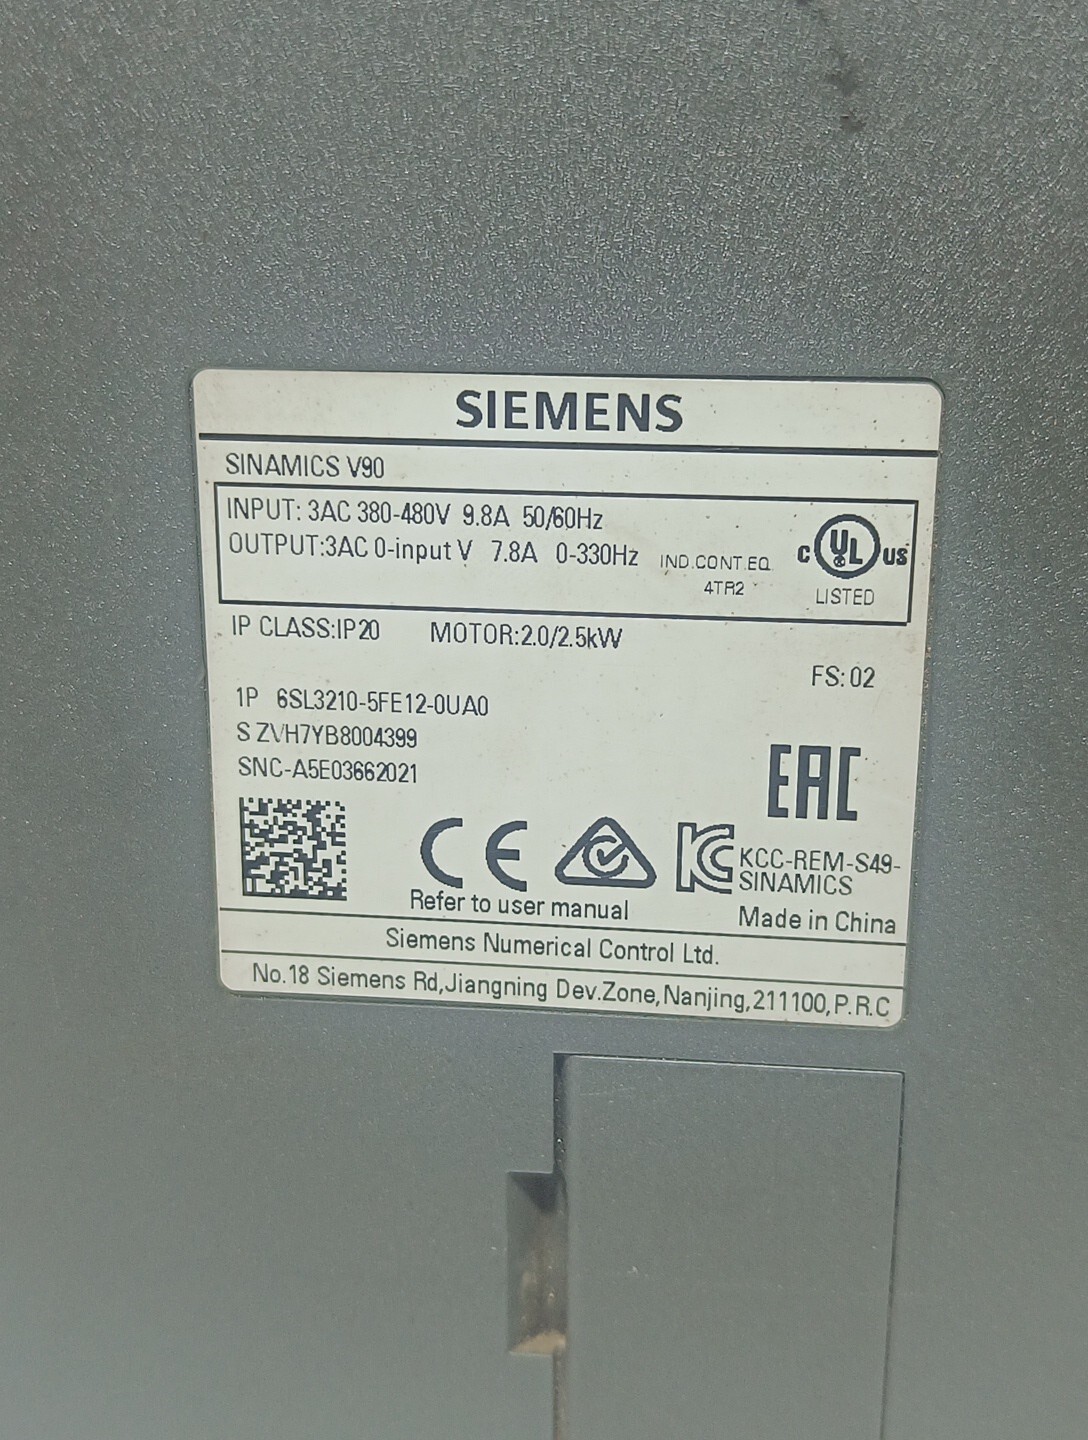 SIEMENS
SINAMICS V90
INPUT: 3AC 380-480V 9.8A 50/60Hz
OUTPUT:3AC 0-input V 7.8A 0-330Hz
IND.CONT.EQ.
4TR2
C UL US
LISTED
IP CLASS:IP20 MOTOR:2.0/2.5kW
FS:02
1P 6SL3210-5FE12-0UA0
S ZVH7YB8004399
SNC-A5E03662021
EAC
CE
KC
KCC-REM-S49-
SINAMICS
Refer to user manual
Made in China
Siemens Numerical Control Ltd.
No.18 Siemens Rd,Jiangning Dev.Zone,Nanjing,211100,P.R.C